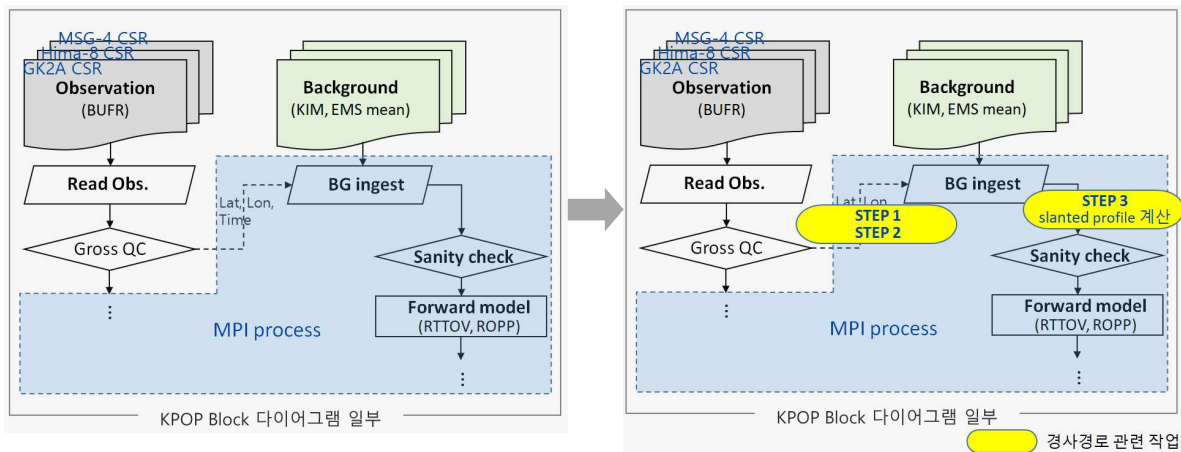 MSG-4 CSR
Hima-8 CSR
GK2A CSR
Observation
(BUFR)
Background
(KIM, EMS mean)
Read Obs.
BG ingest
Lat, Lon,
Time
Gross QC
Sanity check
Forward model
(RTTOV, ROPP)
MPI process
KPOP Block 다이어그램 일부
MSG-4 CSR
Hima-8 CSR
GK2A CSR
Observation
(BUFR)
Background
(KIM, EMS mean)
Read Obs.
BG ingest
Lat, Lon
STEP 1
STEP 2
STEP 3
slanted profile 계산
Gross QC
Sanity check
Forward model
(RTTOV, ROPP)
MPI process
KPOP Block 다이어그램 일부
경사경로 관련 작업